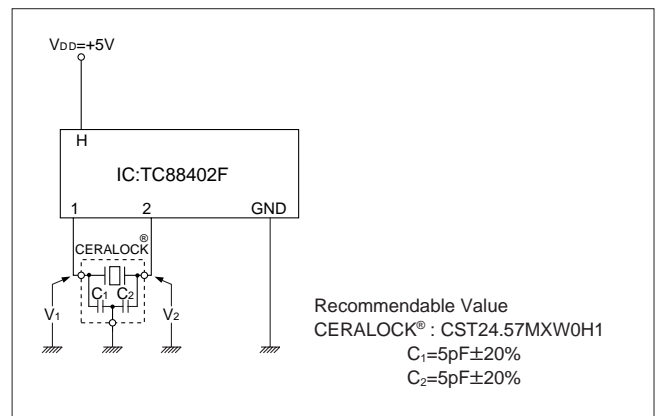 VDD=+5V
H
IC:TC88402F
1 2 GND
CERALOCK®
C1 C2
V1 V2
Recommendable Value
CERALOCK® : CST24.57MXW0H1
C1=5pF±20%
C2=5pF±20%